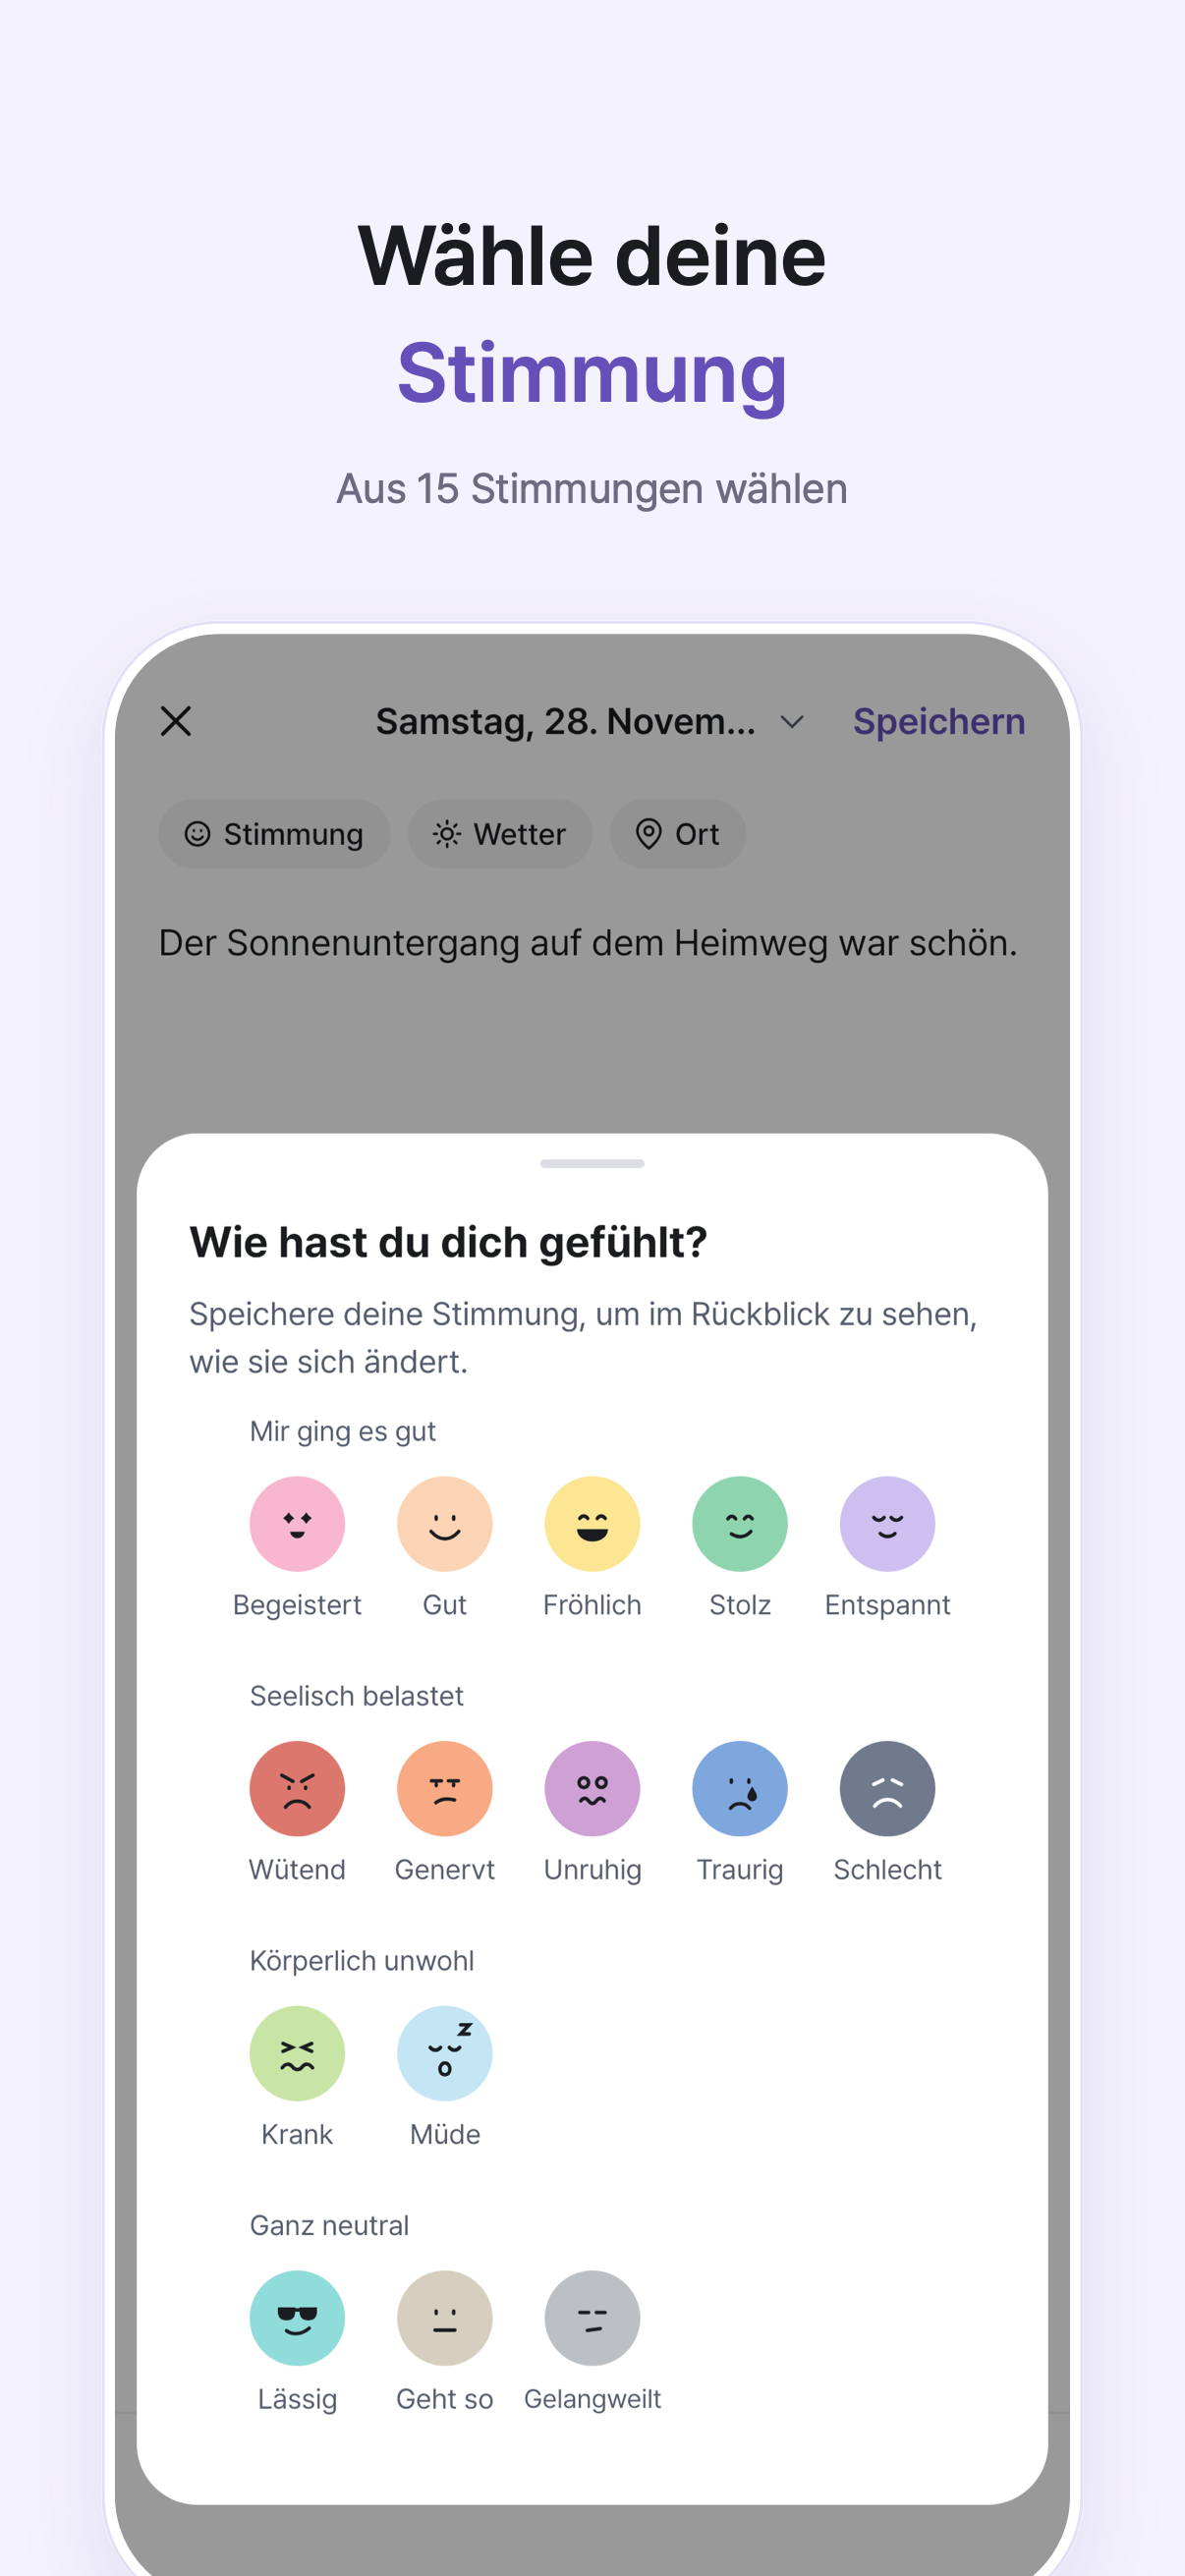 Wähle deine
Stimmung
Aus 15 Stimmungen wählen
Samstag, 28. Novem... Speichern
Stimmung Wetter Ort
Der Sonnenuntergang auf dem Heimweg war schön.
Wie hast du dich gefühlt?
Speichere deine Stimmung, um im Rückblick zu sehen,
wie sie sich ändert.
Mir ging es gut
Begeistert Gut Fröhlich Stolz Entspannt
Seelisch belastet
Wütend Genervt Unruhig Traurig Schlecht
Körperlich unwohl
Krank Müde
Ganz neutral
Lässig Geht so Gelangweilt